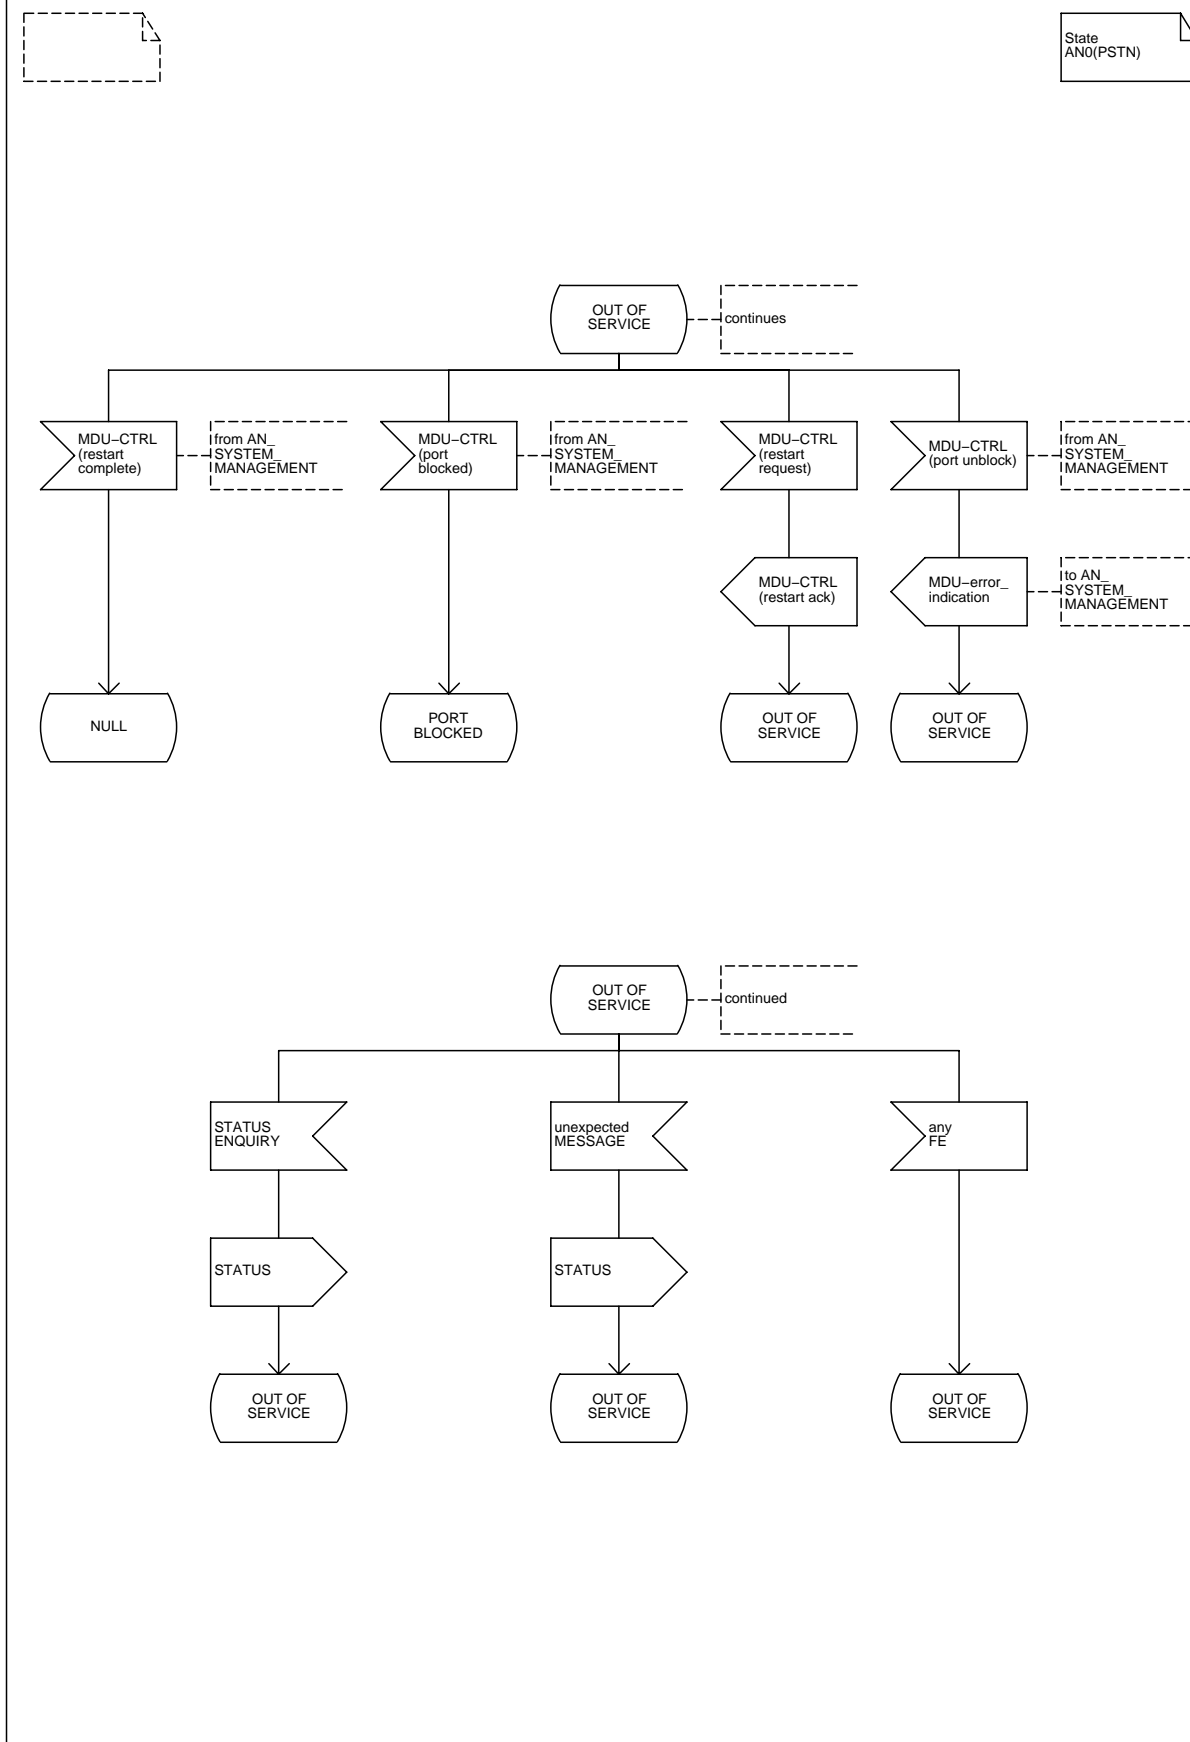 State
AN0(PSTN)
OUT OF
SERVICE
continues
MDU−CTRL
(restart
complete)
from AN_
SYSTEM_
MANAGEMENT
MDU−CTRL
(port
blocked)
from AN_
SYSTEM_
MANAGEMENT
MDU−CTRL
(restart
request)
MDU−CTRL
(port unblock)
from AN_
SYSTEM_
MANAGEMENT
MDU−CTRL
(restart ack)
MDU−error_
indication
to AN_
SYSTEM_
MANAGEMENT
NULL
PORT
BLOCKED
OUT OF
SERVICE
OUT OF
SERVICE
OUT OF
SERVICE
continued
STATUS
ENQUIRY
unexpected
MESSAGE
any
FE
STATUS
STATUS
OUT OF
SERVICE
OUT OF
SERVICE
OUT OF
SERVICE